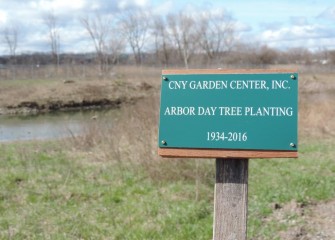 CNY GARDEN CENTER, INC.
ARBOR DAY TREE PLANTING
1934-2016